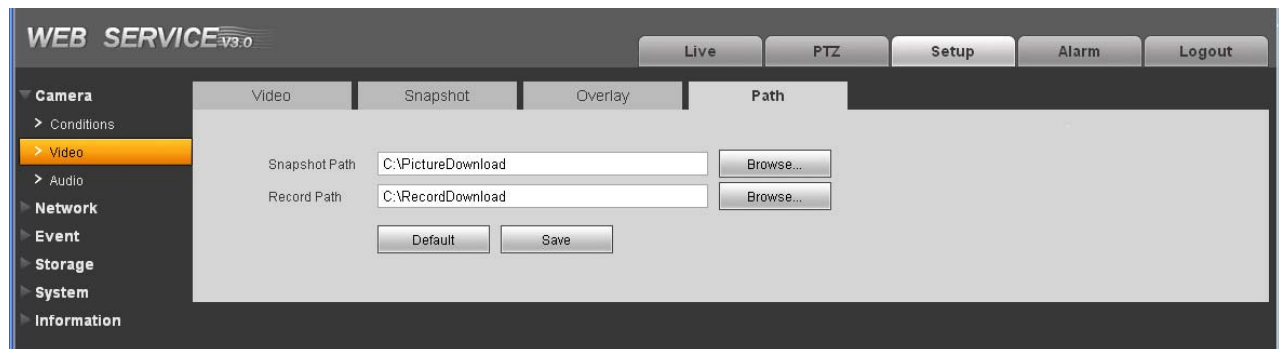 WEB SERVICE V3.0
Live PTZ Setup Alarm Logout
Camera
> Conditions
> Video
> Audio
Network
Event
Storage
System
Information
Video Snapshot Overlay Path
Snapshot Path C:\PictureDownload Browse...
Record Path C:\RecordDownload Browse...
Default Save